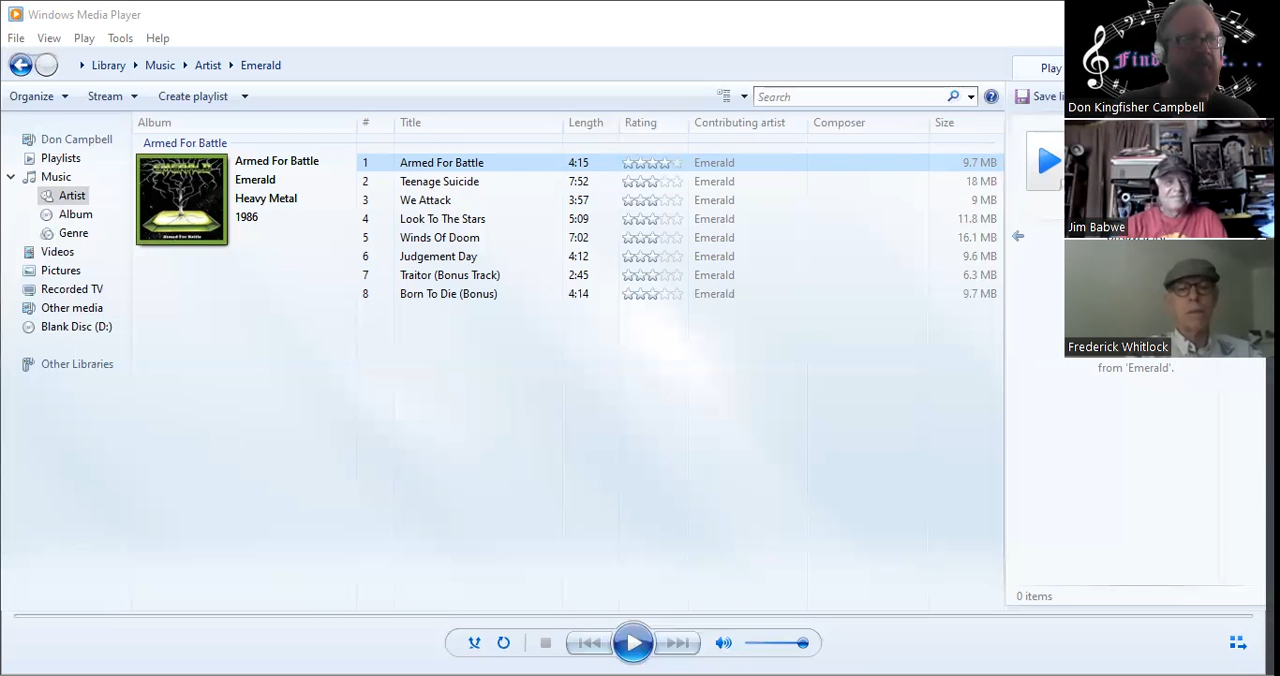 Windows Media Player
File View Play Tools Help
Library Music Artist Emerald
Play
Organize Stream Create playlist
Search
Save li
Album # Title Length Rating Contributing artist Composer Size
Don Campbell
Playlists
Music
Artist
Album
Genre
Videos
Pictures
Recorded TV
Other media
Blank Disc (D:)
Other Libraries
Armed For Battle
EMERALD
Armed For Battle
Armed For Battle
Emerald
Heavy Metal
1986
1 Armed For Battle 4:15 Emerald 9.7 MB
2 Teenage Suicide 7:52 Emerald 18 MB
3 We Attack 3:57 Emerald 9 MB
4 Look To The Stars 5:09 Emerald 11.8 MB
5 Winds Of Doom 7:02 Emerald 16.1 MB
6 Judgement Day 4:12 Emerald 9.6 MB
7 Traitor (Bonus Track) 2:45 Emerald 6.3 MB
8 Born To Die (Bonus) 4:14 Emerald 9.7 MB
Find
Don Kingfisher Campbell
Jim Babwe
Frederick Whitlock
from 'Emerald'.
0 items